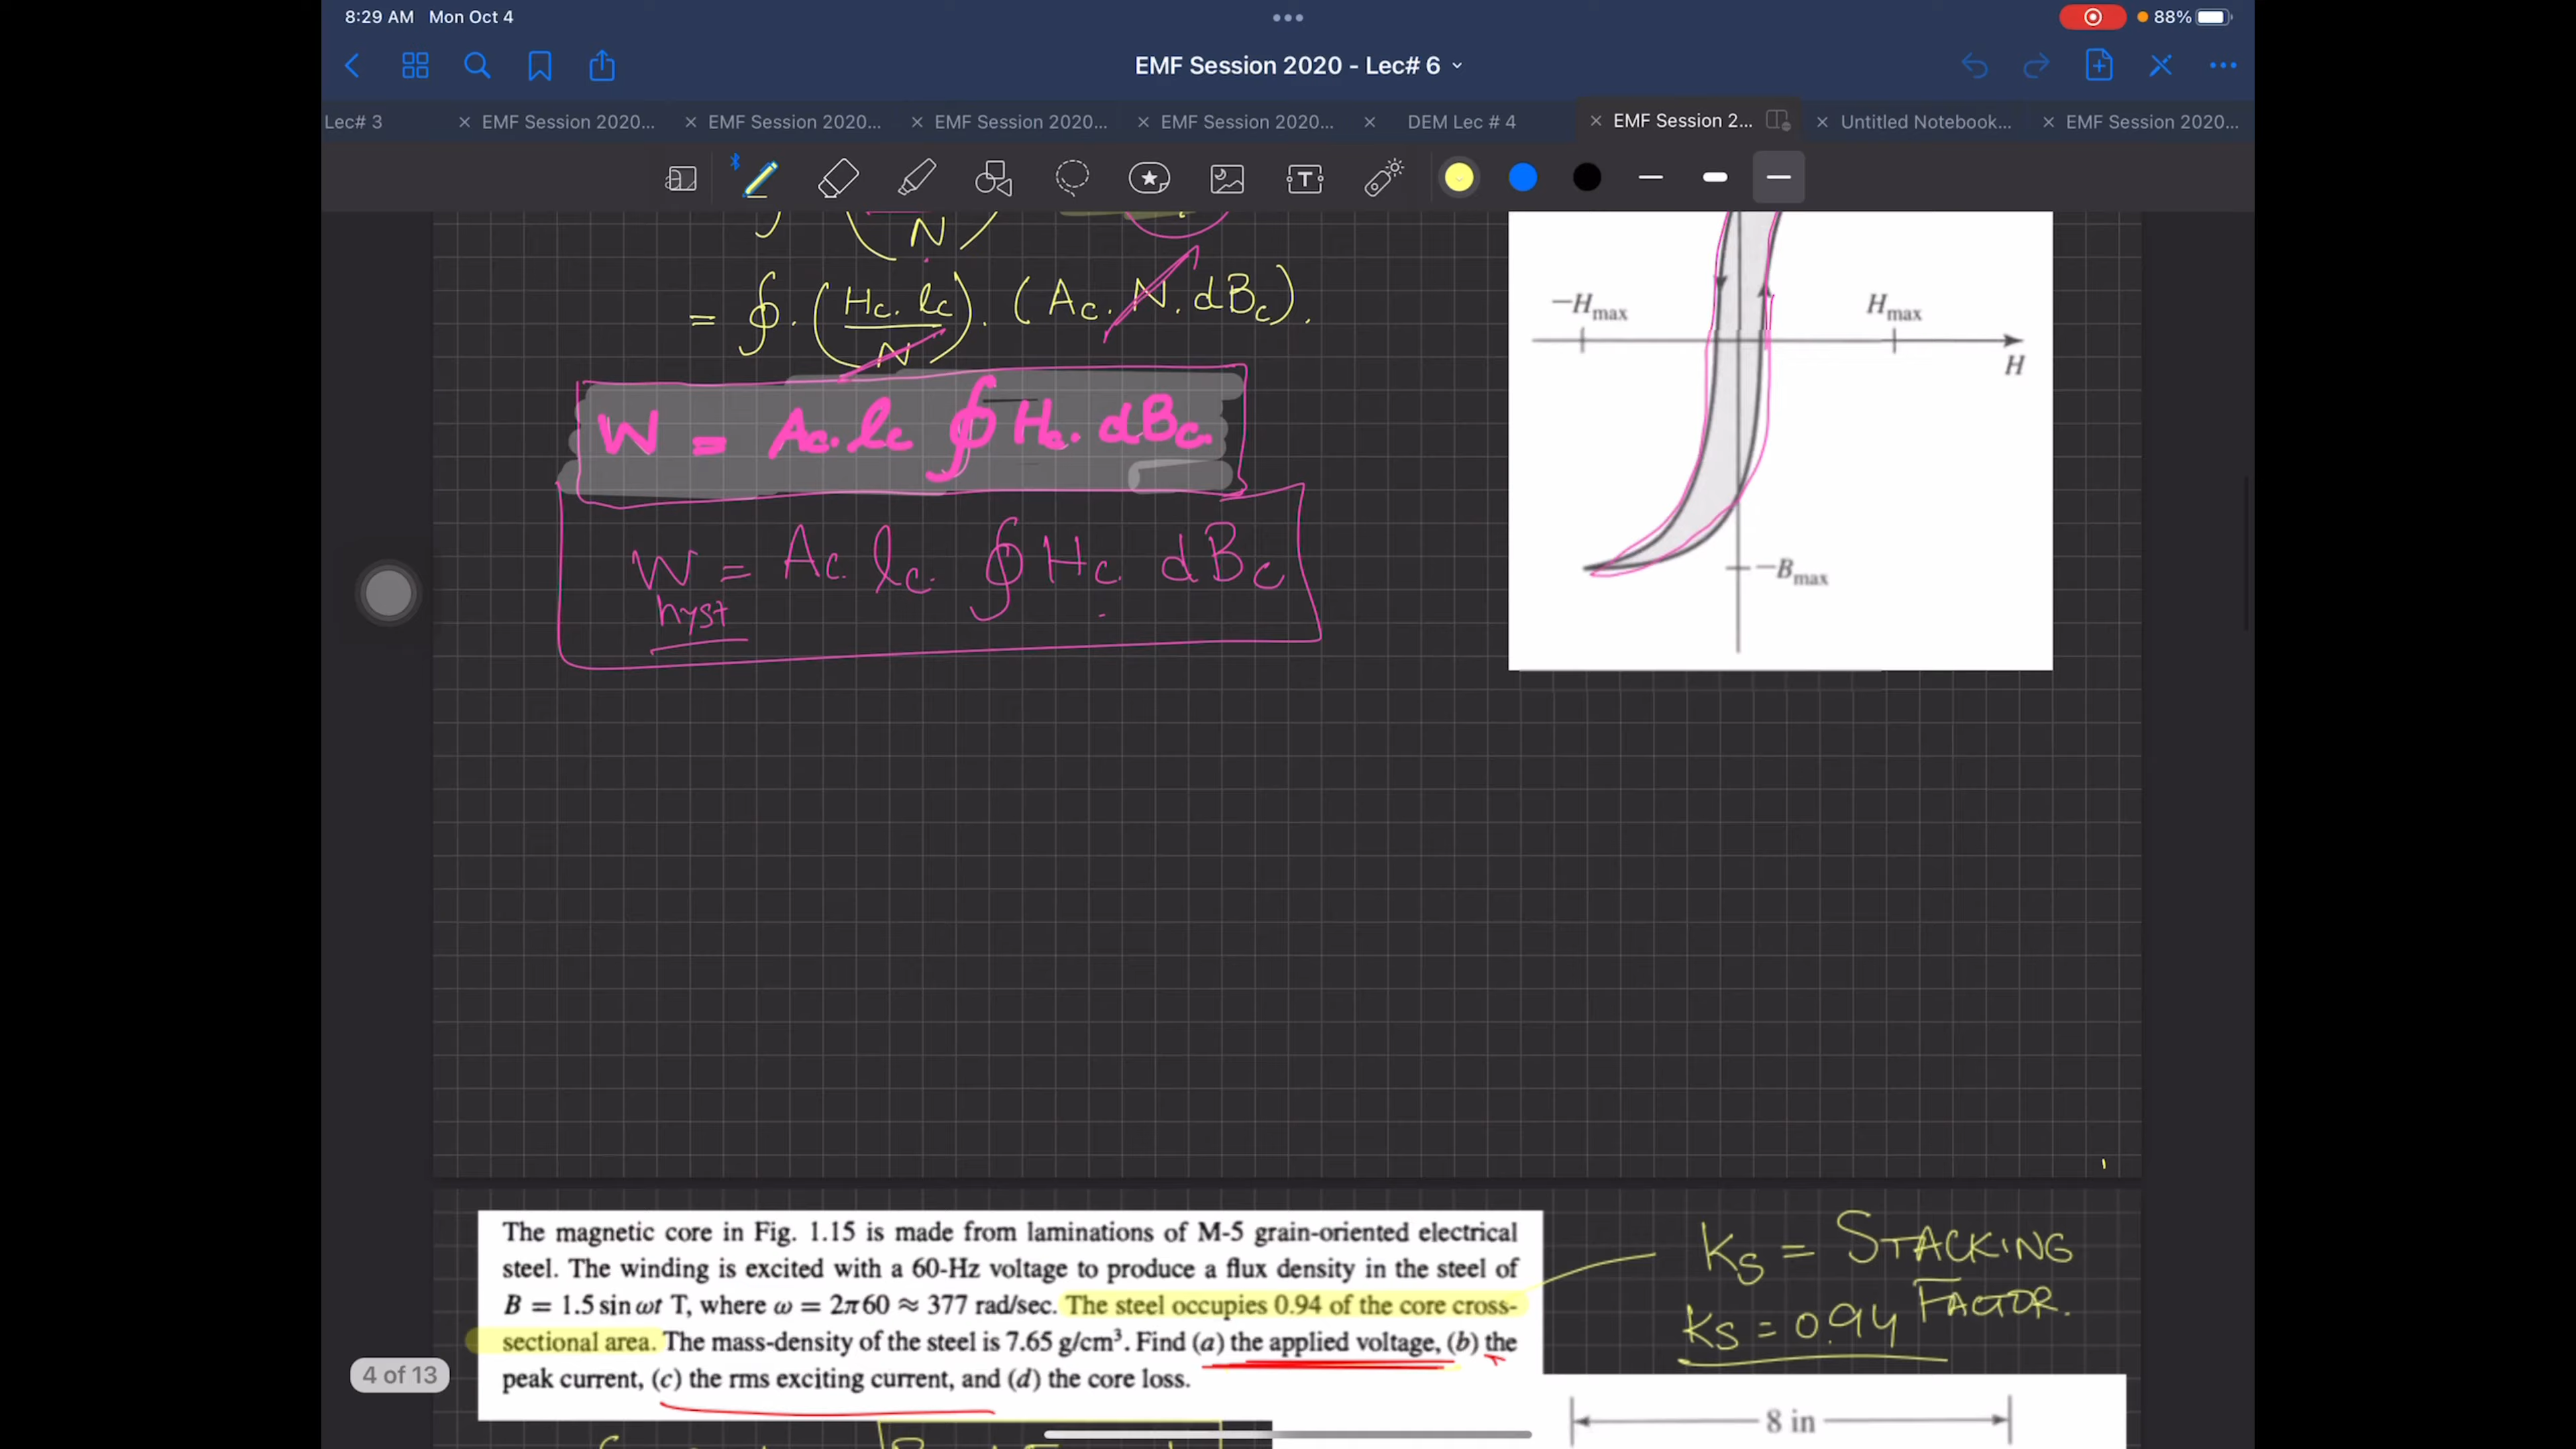 8:29 AM Mon Oct 4
88%
EMF Session 2020 - Lec# 6
Lec# 3
EMF Session 2020...
EMF Session 2020...
EMF Session 2020...
EMF Session 2020...
DEM Lec # 4
EMF Session 2...
Untitled Notebook...
EMF Session 2020...
N
= ∮. (Hc. lc / N). (Ac. N. dBc).
W = Ac. lc ∮ Hc. dBc.
W hyst = Ac. lc. ∮ Hc. dBc
−Hmax
Hmax
H
−Bmax
The magnetic core in Fig. 1.15 is made from laminations of M-5 grain-oriented electrical
steel. The winding is excited with a 60-Hz voltage to produce a flux density in the steel of
B = 1.5 sin ωt T, where ω = 2π60 ≈ 377 rad/sec. The steel occupies 0.94 of the core cross-
sectional area. The mass-density of the steel is 7.65 g/cm³. Find (a) the applied voltage, (b) the
peak current, (c) the rms exciting current, and (d) the core loss.
Ks = STACKING
FACTOR.
Ks = 0.94
4 of 13
8 in